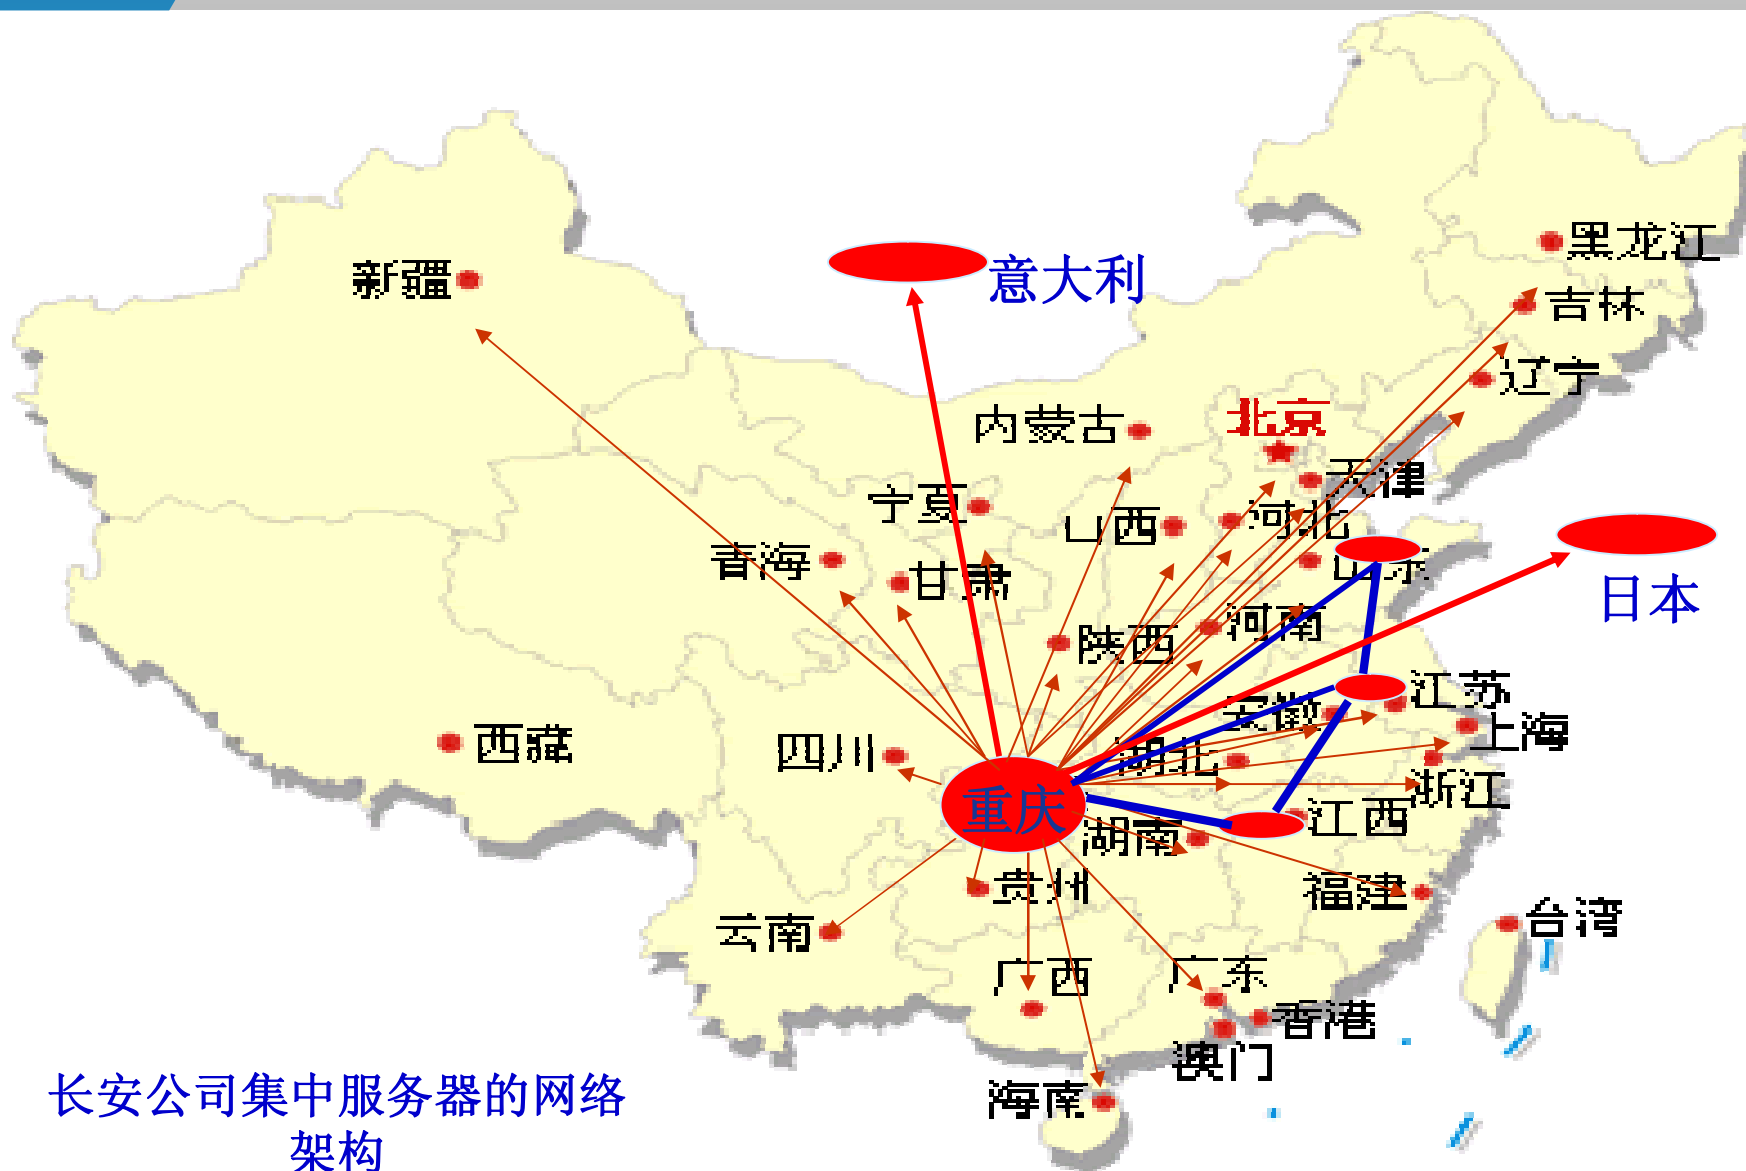 黑龙江
意大利
新疆
吉林
辽宁
内蒙古
北京
天津
宁夏
山西
河北
青海
甘肃
山东
日本
陕西
河南
江苏
安徽
上海
西藏
四川
湖北
浙江
重庆
江西
湖南
贵州
福建
云南
台湾
广西
广东
香港
澳门
海南
长安公司集中服务器的网络
架构